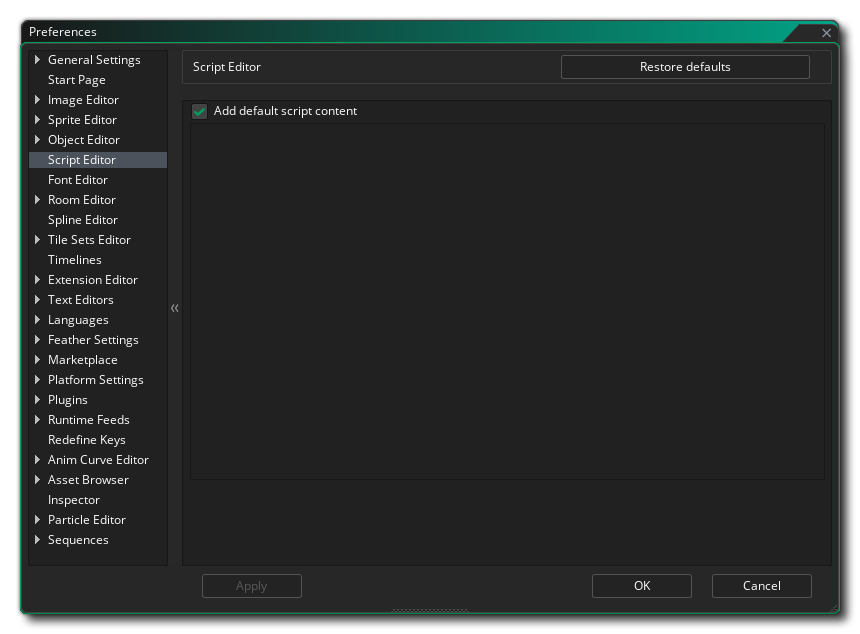 Preferences
General Settings
Start Page
Image Editor
Sprite Editor
Object Editor
Script Editor
Font Editor
Room Editor
Spline Editor
Tile Sets Editor
Timelines
Extension Editor
Text Editors
Languages
Feather Settings
Marketplace
Platform Settings
Plugins
Runtime Feeds
Redefine Keys
Anim Curve Editor
Asset Browser
Inspector
Particle Editor
Sequences
Script Editor
Restore defaults
Add default script content
Apply
OK
Cancel